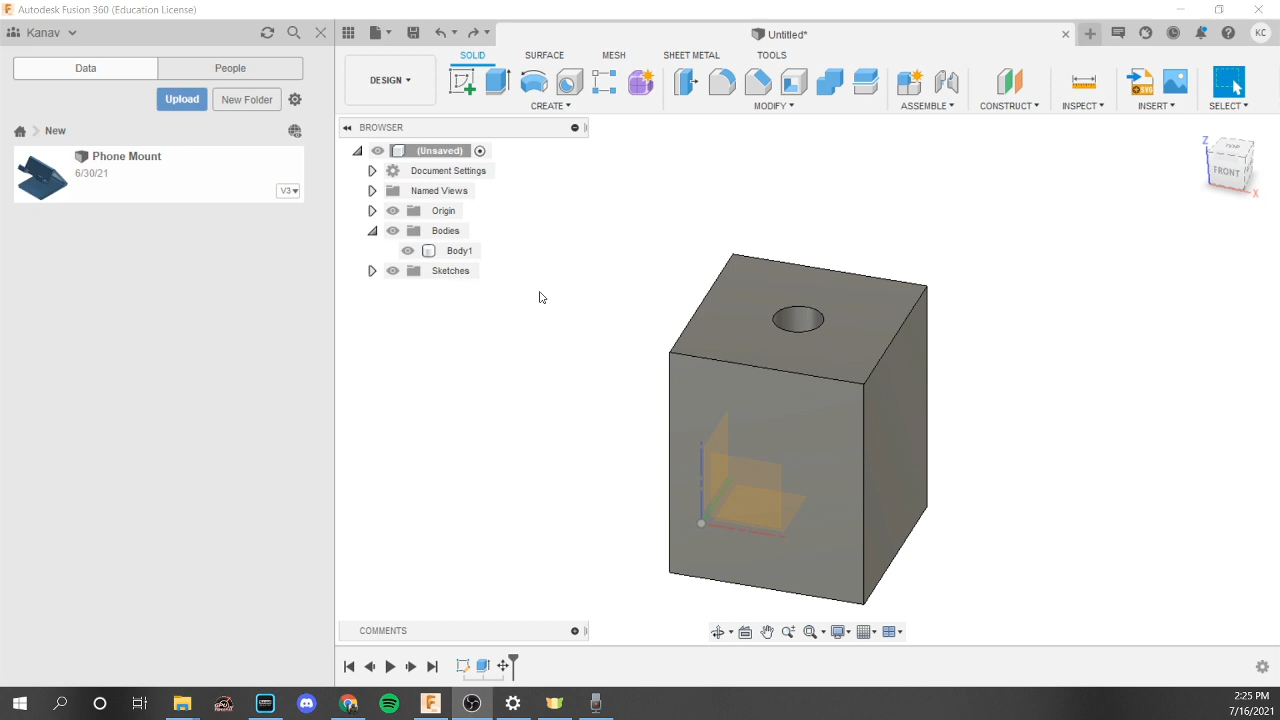 Autodesk Fusion 360 (Education License)
Kanav
Untitled*
KC
Data
People
Upload
New Folder
New
Phone Mount
6/30/21
V3
DESIGN
SOLID
SURFACE
MESH
SHEET METAL
TOOLS
CREATE
MODIFY
ASSEMBLE
CONSTRUCT
INSPECT
INSERT
SELECT
BROWSER
(Unsaved)
Document Settings
Named Views
Origin
Bodies
Body1
Sketches
Z
TOP
FRONT
X
COMMENTS
2:25 PM
7/16/2021